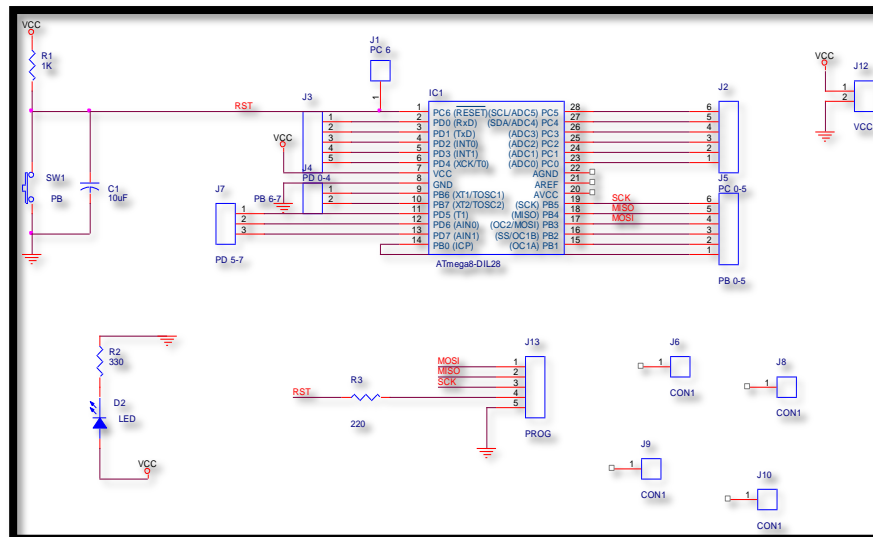 VCC
R1
1K
RST
SW1
PB
C1
10uF
J1
PC 6
1
J3
1
2
3
4
5
VCC
J4
PD 0-4
PB 6-7
1
2
J7
1
2
3
PD 5-7
IC1
1 PC6 (RESET) (SCL/ADC5) PC5 28
2 PD0 (RxD) (SDA/ADC4) PC4 27
3 PD1 (TxD) (ADC3) PC3 26
4 PD2 (INT0) (ADC2) PC2 25
5 PD3 (INT1) (ADC1) PC1 24
6 PD4 (XCK/T0) (ADC0) PC0 23
7 VCC AGND 22
8 GND AREF 21
9 PB6 (XT1/TOSC1) AVCC 20
10 PB7 (XT2/TOSC2) (SCK) PB5 19
11 PD5 (T1) (MISO) PB4 18
12 PD6 (AIN0) (OC2/MOSI) PB3 17
13 PD7 (AIN1) (SS/OC1B) PB2 16
14 PB0 (ICP) (OC1A) PB1 15
ATmega8-DIL28
J2
6
5
4
3
2
1
J5
PC 0-5
SCK
MISO
MOSI
6
5
4
3
2
1
PB 0-5
VCC
J12
1
2
VCC
R2
330
D2
LED
VCC
RST
R3
220
J13
MOSI
MISO
SCK
1
2
3
4
5
PROG
J6
1
CON1
J8
1
CON1
J9
1
CON1
J10
1
CON1